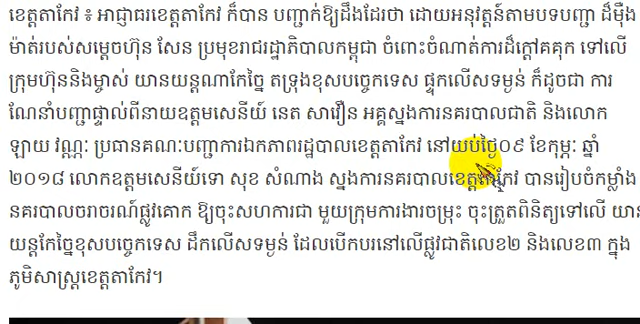 ខេត្តតាកែវ ៖ អាជ្ញាធរខេត្តតាកែវ ក៏បាន បញ្ជាក់ឱ្យដឹងដែរថា ដោយអនុវត្តន៍តាមបទបញ្ជា ដ៏ម៉ឺង
ម៉ាត់របស់សម្តេចហ៊ុន សែន ប្រមុខរាជរដ្ឋាភិបាលកម្ពុជា ចំពោះចំណាត់ការដ៏ក្តៅគគុក ទៅលើ
ក្រុមហ៊ុននិងម្ចាស់ យានយន្តណាកែច្នៃ តទ្រុងខុសបច្ចេកទេស ផ្ទុកលើសទម្ងន់ ក៏ដូចជា ការ
ណែនាំបញ្ជាផ្ទាល់ពីនាយឧត្តមសេនីយ៍ នេត សាវឿន អគ្គស្នងការនគរបាលជាតិ និងលោក
ឡាយ វណ្ណៈ ប្រធានគណៈបញ្ជាការឯកភាពរដ្ឋបាលខេត្តតាកែវ នៅយប់ថ្ងៃ០៩ ខែកុម្ភៈ ឆ្នាំ
២០១៨ លោកឧត្តមសេនីយ៍ទោសុខ សំណាង ស្នងការនគរបាលខេត្តតាកែវ បានរៀបចំកម្លាំង
នគរបាលចរាចរណ៍ផ្លូវគោក ឱ្យចុះសហការជា មួយក្រុមការងារចម្រុះ ចុះត្រួតពិនិត្យទៅលើ យាន
យន្តកែច្នៃខុសបច្ចេកទេស ដឹកលើសទម្ងន់ ដែលបើកបរនៅលើផ្លូវជាតិលេខ២ និងលេខ៣ ក្នុង
ភូមិសាស្ត្រខេត្តតាកែវ។